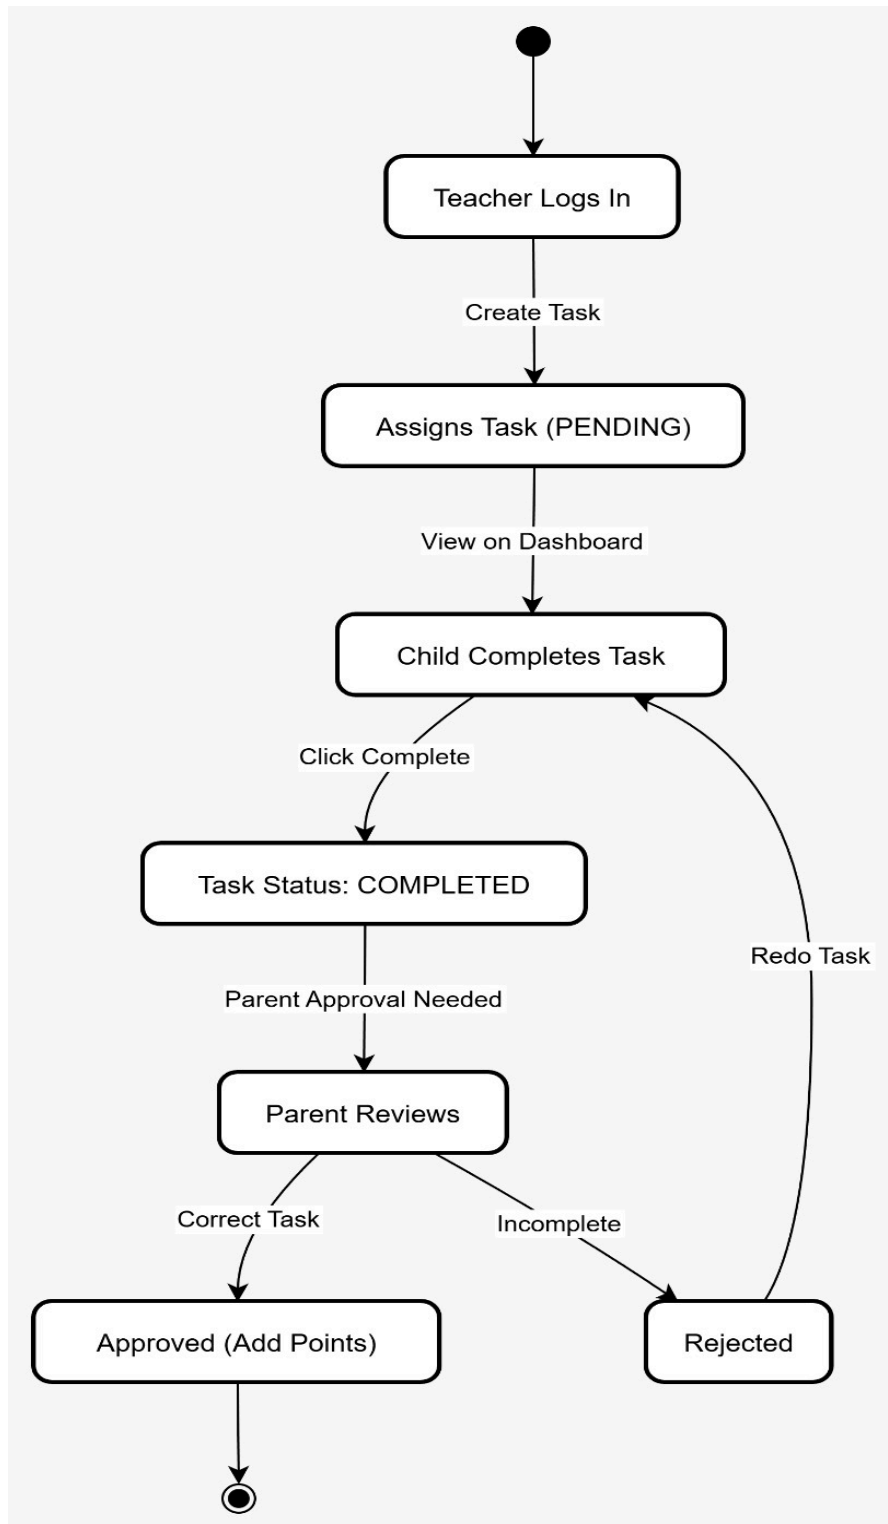 Teacher Logs In
Create Task
Assigns Task (PENDING)
View on Dashboard
Child Completes Task
Click Complete
Task Status: COMPLETED
Redo Task
Parent Approval Needed
Parent Reviews
Correct Task
Incomplete
Approved (Add Points)
Rejected